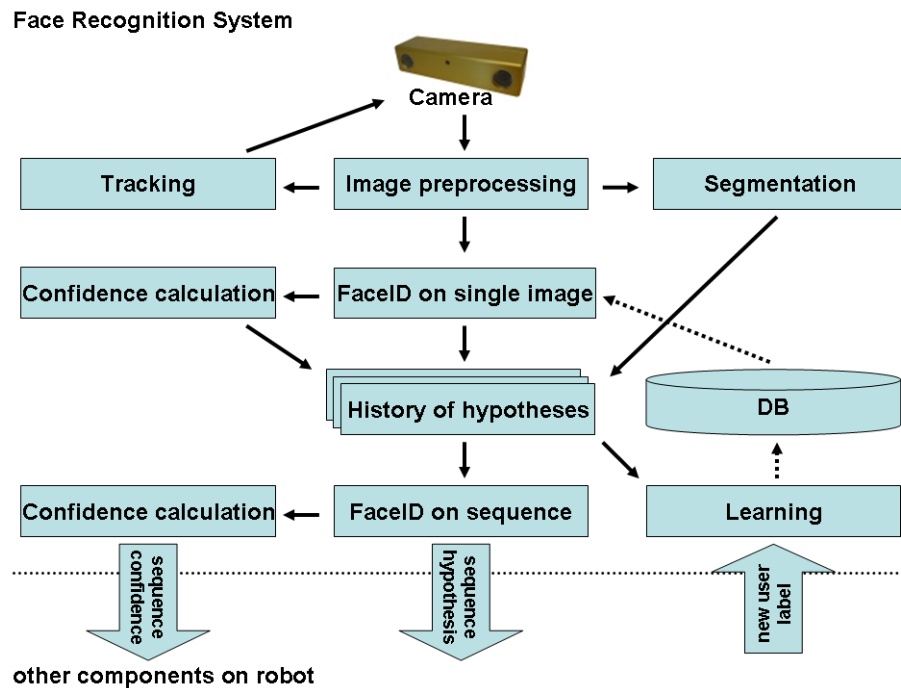 Face Recognition System
Camera
Tracking
Image preprocessing
Segmentation
Confidence calculation
FaceID on single image
History of hypotheses
DB
Confidence calculation
FaceID on sequence
Learning
sequence
confidence
sequence
hypothesis
new user
label
other components on robot